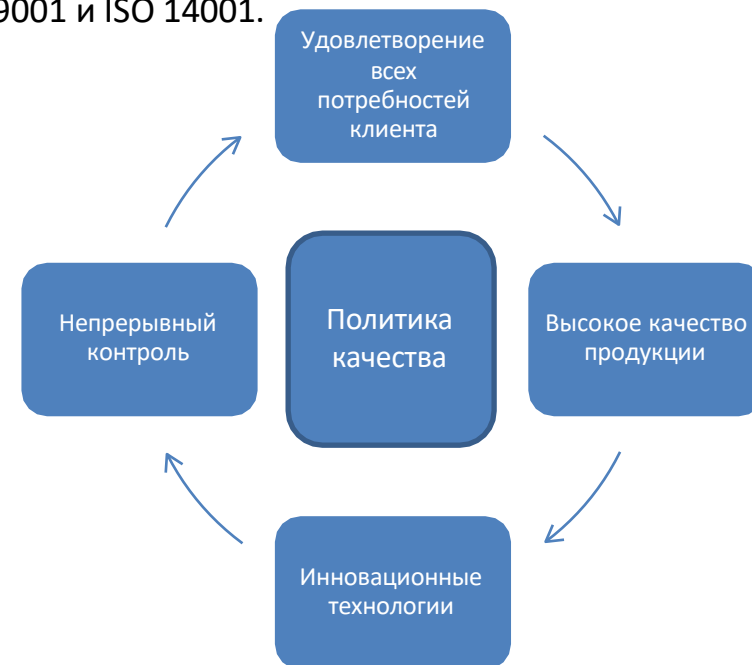 9001 и ISO 14001.
Удовлетворение
всех
потребностей
клиента
Непрерывный
контроль
Политика
качества
Высокое качество
продукции
Инновационные
технологии